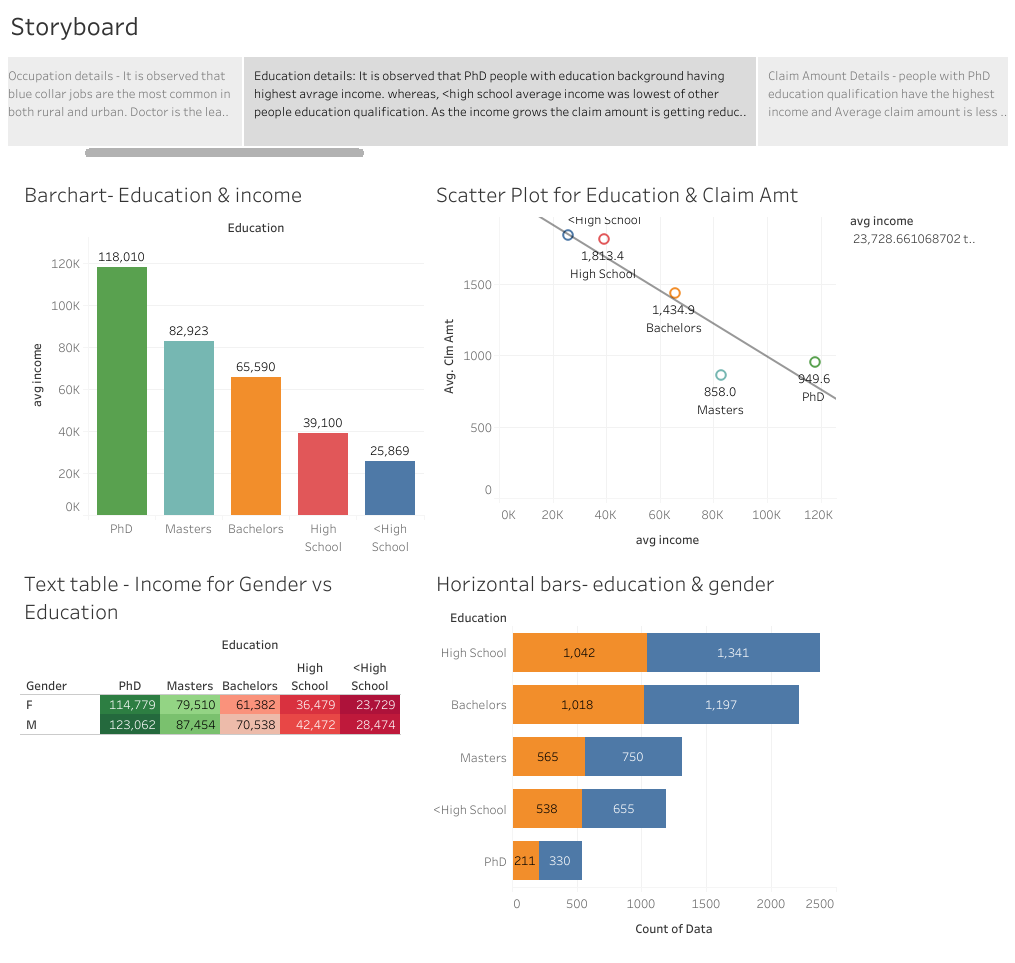 Storyboard
Occupation details - It is observed that
blue collar jobs are the most common in
both rural and urban. Doctor is the lea..
Education details: It is observed that PhD people with education background having
highest avrage income. whereas, <high school average income was lowest of other
people education qualification. As the income grows the claim amount is getting reduc..
Claim Amount Details - people with PhD
education qualification have the highest
income and Average claim amount is less ..
Barchart- Education & income
Education
avg income
120K
100K
80K
60K
40K
20K
0K
118,010
82,923
65,590
39,100
25,869
PhD
Masters
Bachelors
High
School
<High
School
Scatter Plot for Education & Claim Amt
Avg. Clm Amt
1500
1000
500
0
<High School
1,813.4
High School
1,434.9
Bachelors
858.0
Masters
949.6
PhD
0K
20K
40K
60K
80K
100K
120K
avg income
avg income
23,728.661068702 t..
Text table - Income for Gender vs
Education
Education
High <High
Gender PhD Masters Bachelors School School
F 114,779 79,510 61,382 36,479 23,729
M 123,062 87,454 70,538 42,472 28,474
Horizontal bars- education & gender
Education
High School 1,042 1,341
Bachelors 1,018 1,197
Masters 565 750
<High School 538 655
PhD 211 330
0 500 1000 1500 2000 2500
Count of Data